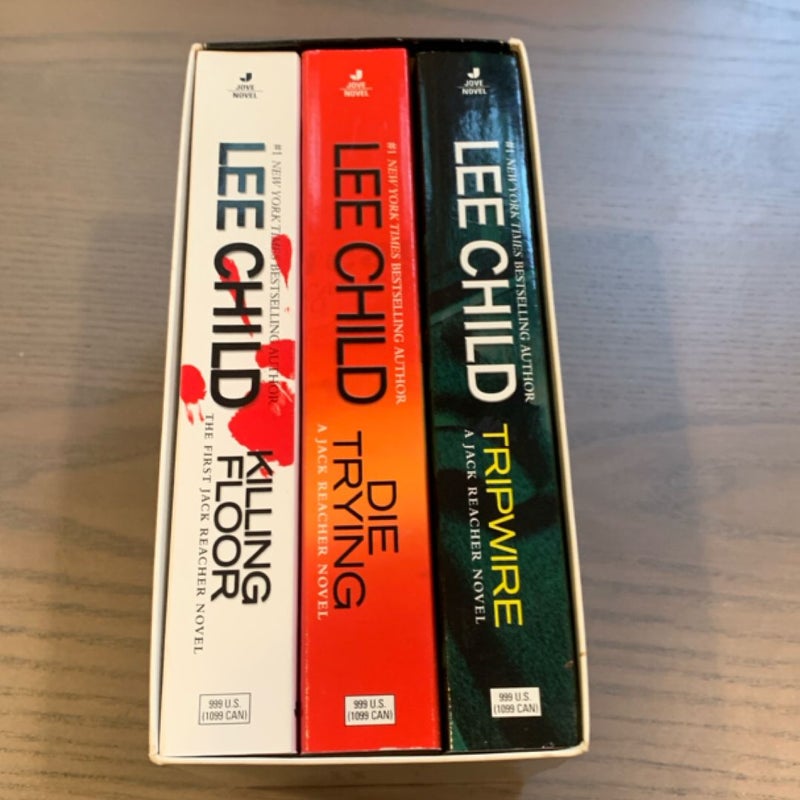 JOVE
NOVEL
#1 NEW YORK TIMES BESTSELLING AUTHOR
LEE CHILD
KILLING
FLOOR
THE FIRST JACK REACHER NOVEL
999 U.S.
(1099 CAN)
JOVE
NOVEL
#1 NEW YORK TIMES BESTSELLING AUTHOR
LEE CHILD
DIE
TRYING
A JACK REACHER NOVEL
999 U.S.
(1099 CAN)
JOVE
NOVEL
#1 NEW YORK TIMES BESTSELLING AUTHOR
LEE CHILD
TRIPWIRE
A JACK REACHER NOVEL
999 U.S.
(1099 CAN)